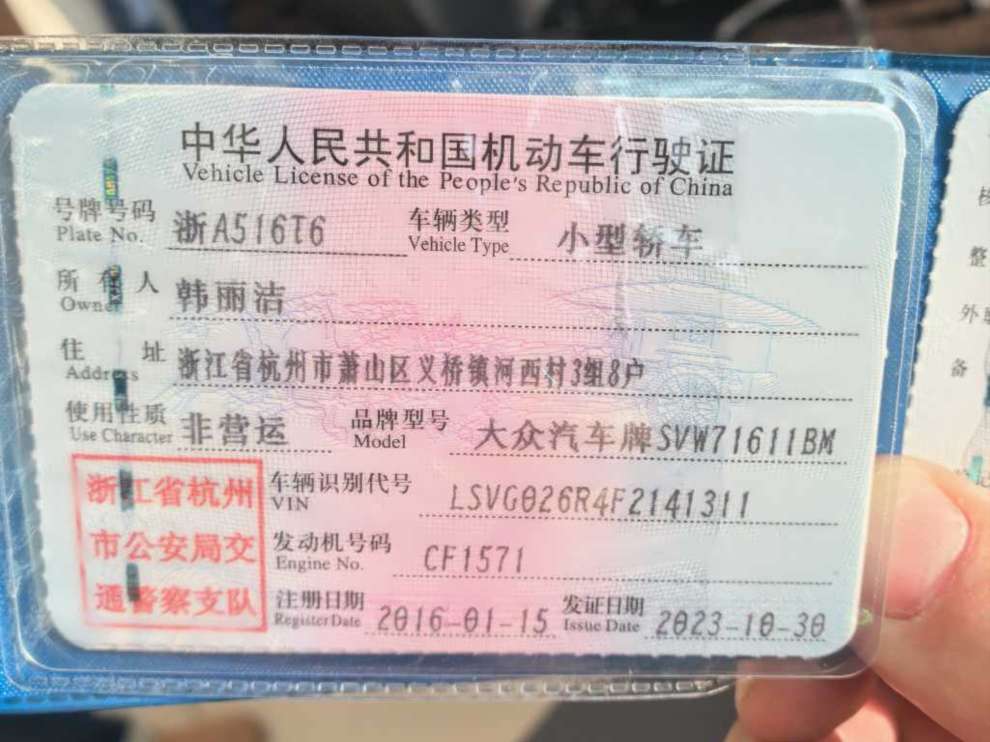 中华人民共和国机动车行驶证
Vehicle License of the People's Republic of China
号牌号码 浙A516T6 车辆类型 小型轿车
Plate No. Vehicle Type
所有人 韩丽洁
Owner
住址 浙江省杭州市萧山区义桥镇河西村3组8户
Address
使用性质 非营运 品牌型号 大众汽车牌SVW71611BM
Use Character Model
浙江省杭州 车辆识别代号 LSVG026R4F2141311
VIN
市公安局交 发动机号码 CF1571
Engine No.
通警察支队 注册日期 2016-01-15 发证日期 2023-10-30
Register Date Issue Date
整
外
备